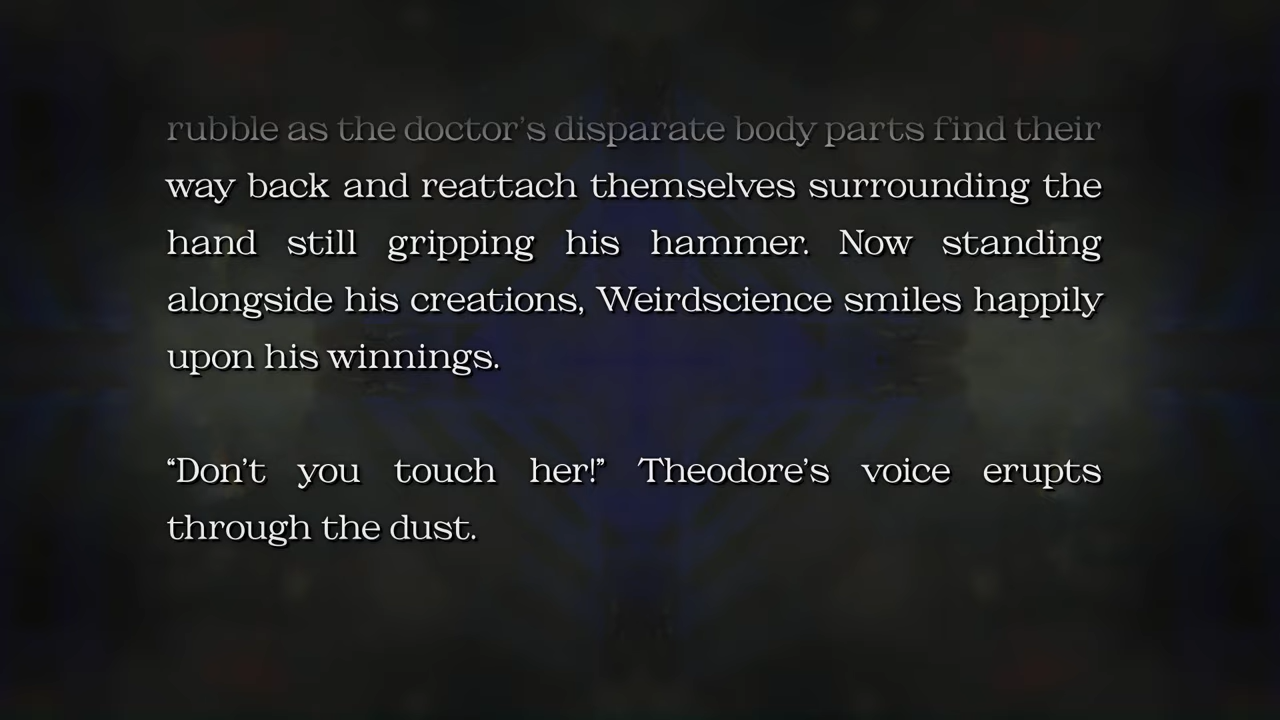 rubble as the doctor’s disparate body parts find their
way back and reattach themselves surrounding the
hand still gripping his hammer. Now standing
alongside his creations, Weirdscience smiles happily
upon his winnings.
“Don’t you touch her!” Theodore’s voice erupts
through the dust.